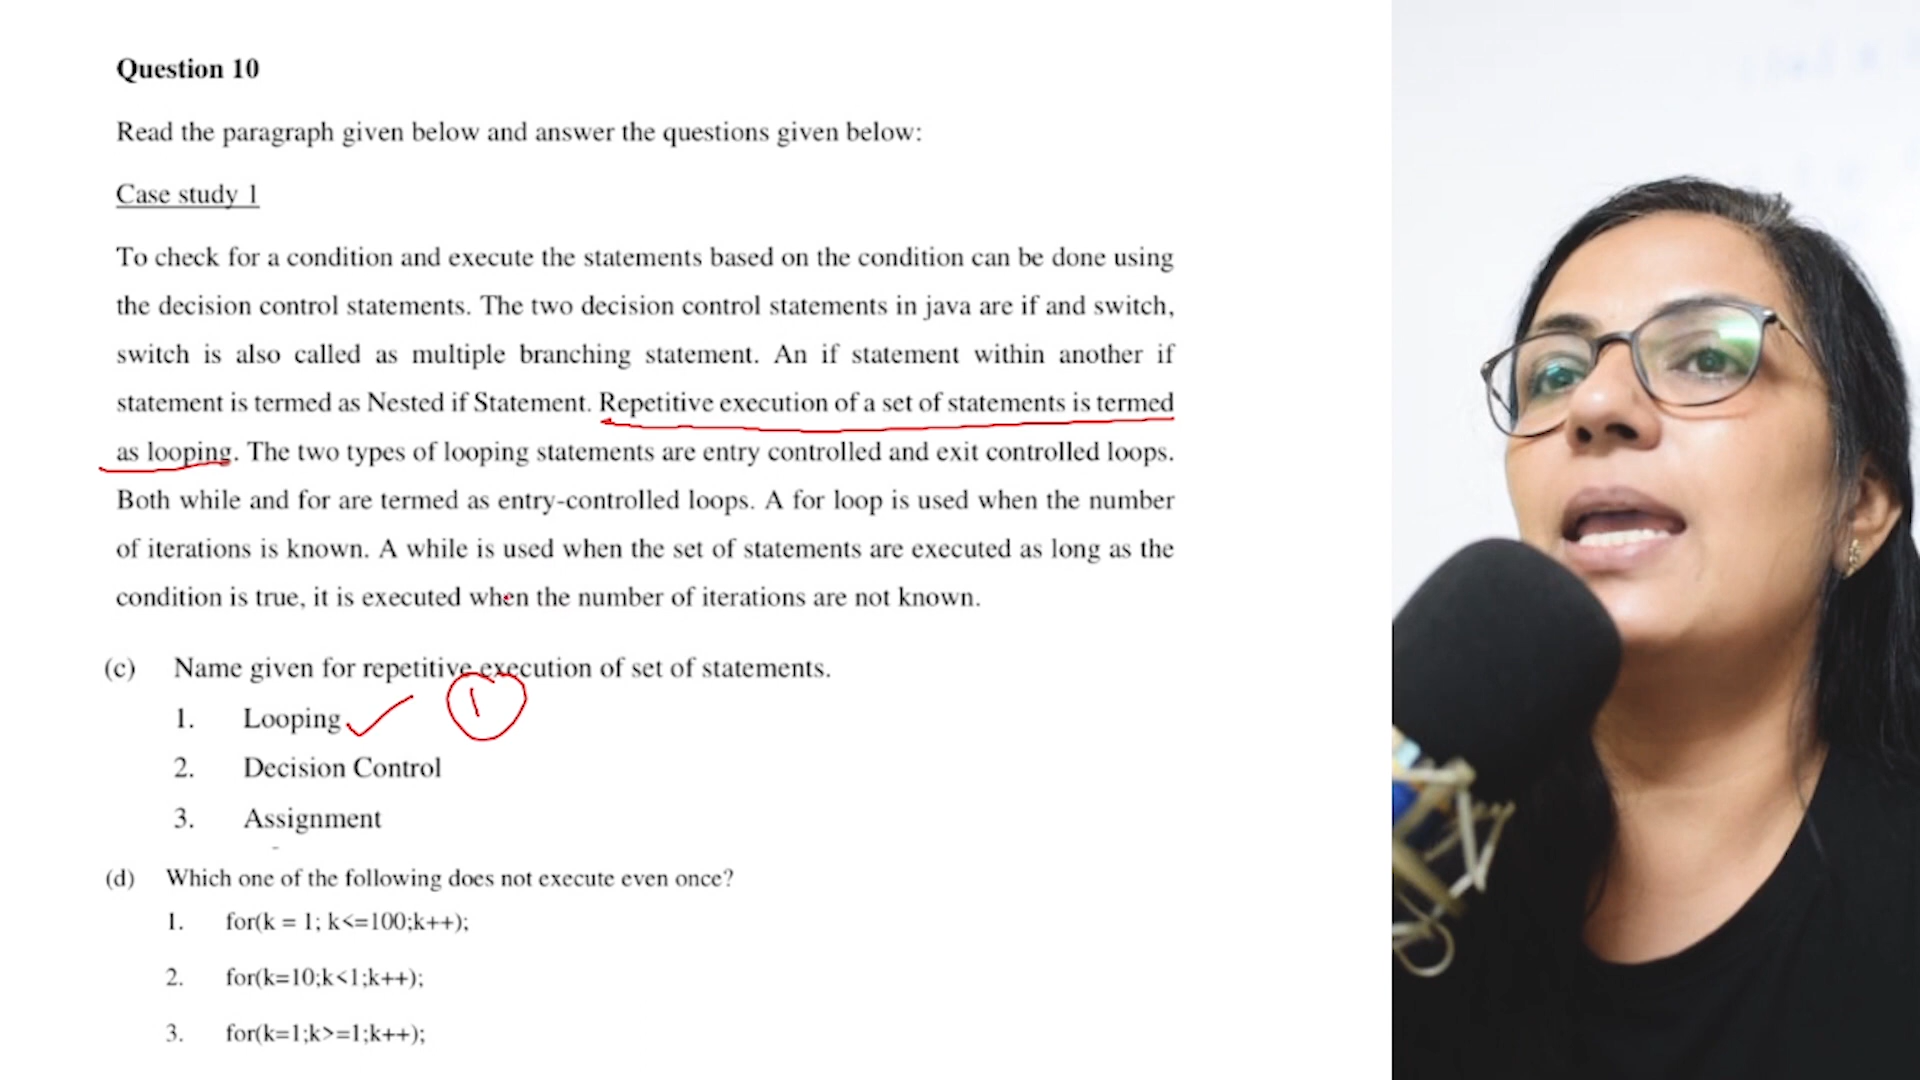 Question 10
Read the paragraph given below and answer the questions given below:
Case study 1
To check for a condition and execute the statements based on the condition can be done using
the decision control statements. The two decision control statements in java are if and switch,
switch is also called as multiple branching statement. An if statement within another if
statement is termed as Nested if Statement. Repetitive execution of a set of statements is termed
as looping. The two types of looping statements are entry controlled and exit controlled loops.
Both while and for are termed as entry-controlled loops. A for loop is used when the number
of iterations is known. A while is used when the set of statements are executed as long as the
condition is true, it is executed when the number of iterations are not known.
(c) Name given for repetitive execution of set of statements.
1. Looping 1
2. Decision Control
3. Assignment
(d) Which one of the following does not execute even once?
1. for(k = 1; k<=100;k++);
2. for(k=10;k<1;k++);
3. for(k=1;k>=1;k++);